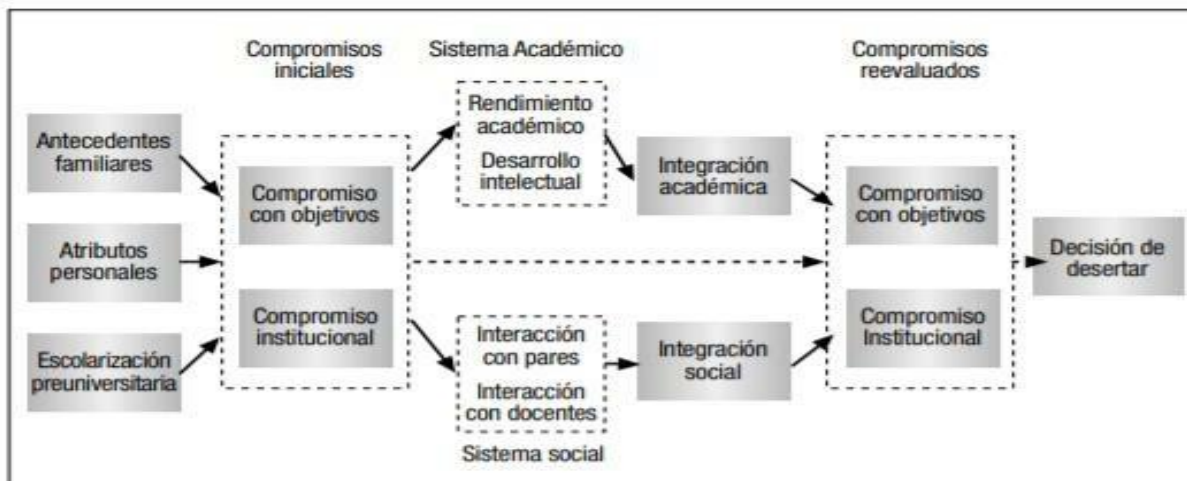 Compromisos
iniciales
Sistema Académico
Compromisos
reevaluados
Antecedentes
familiares
Atributos
personales
Escolarización
preuniversitaria
Compromiso
con objetivos
Compromiso
institucional
Rendimiento
académico
Desarrollo
intelectual
Integración
académica
Interacción
con pares
Interacción
con docentes
Sistema social
Integración
social
Compromiso
con objetivos
Compromiso
Institucional
Decisión de
desertar